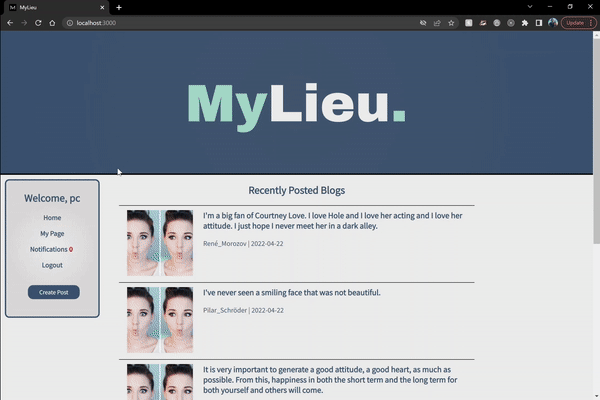 MyLieu
localhost:3000
Update
MyLieu.
Welcome, pc
Home
My Page
Notifications
Logout
Create Post
Recently Posted Blogs
I'm a big fan of Courtney Love. I love Hole and I love her acting and I love her
attitude. I just hope I never meet her in a dark alley.
René_Morozov | 2022-04-22
I've never seen a smiling face that was not beautiful.
Pilar_Schröder | 2022-04-22
It is very important to generate a good attitude, a good heart, as much as
possible. From this, happiness in both the short term and the long term for
both yourself and others will come.